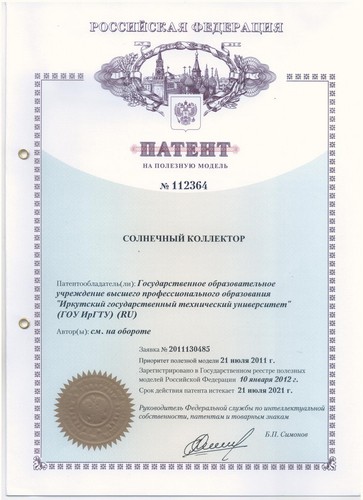 РОССИЙСКАЯ ФЕДЕРАЦИЯ
ПАТЕНТ
НА ПОЛЕЗНУЮ МОДЕЛЬ
№ 112364
СОЛНЕЧНЫЙ КОЛЛЕКТОР
Патентообладатель(ли): Государственное образовательное
учреждение высшего профессионального образования
"Иркутский государственный технический университет"
(ГОУ ИрГТУ) (RU)
Автор(ы): см. на обороте
Заявка № 2011130485
Приоритет полезной модели 21 июля 2011 г.
Зарегистрировано в Государственном реестре полезных
моделей Российской Федерации 10 января 2012 г.
Срок действия патента истекает 21 июля 2021 г.
Руководитель Федеральной службы по интеллектуальной
собственности, патентам и товарным знакам
Б.П. Симонов